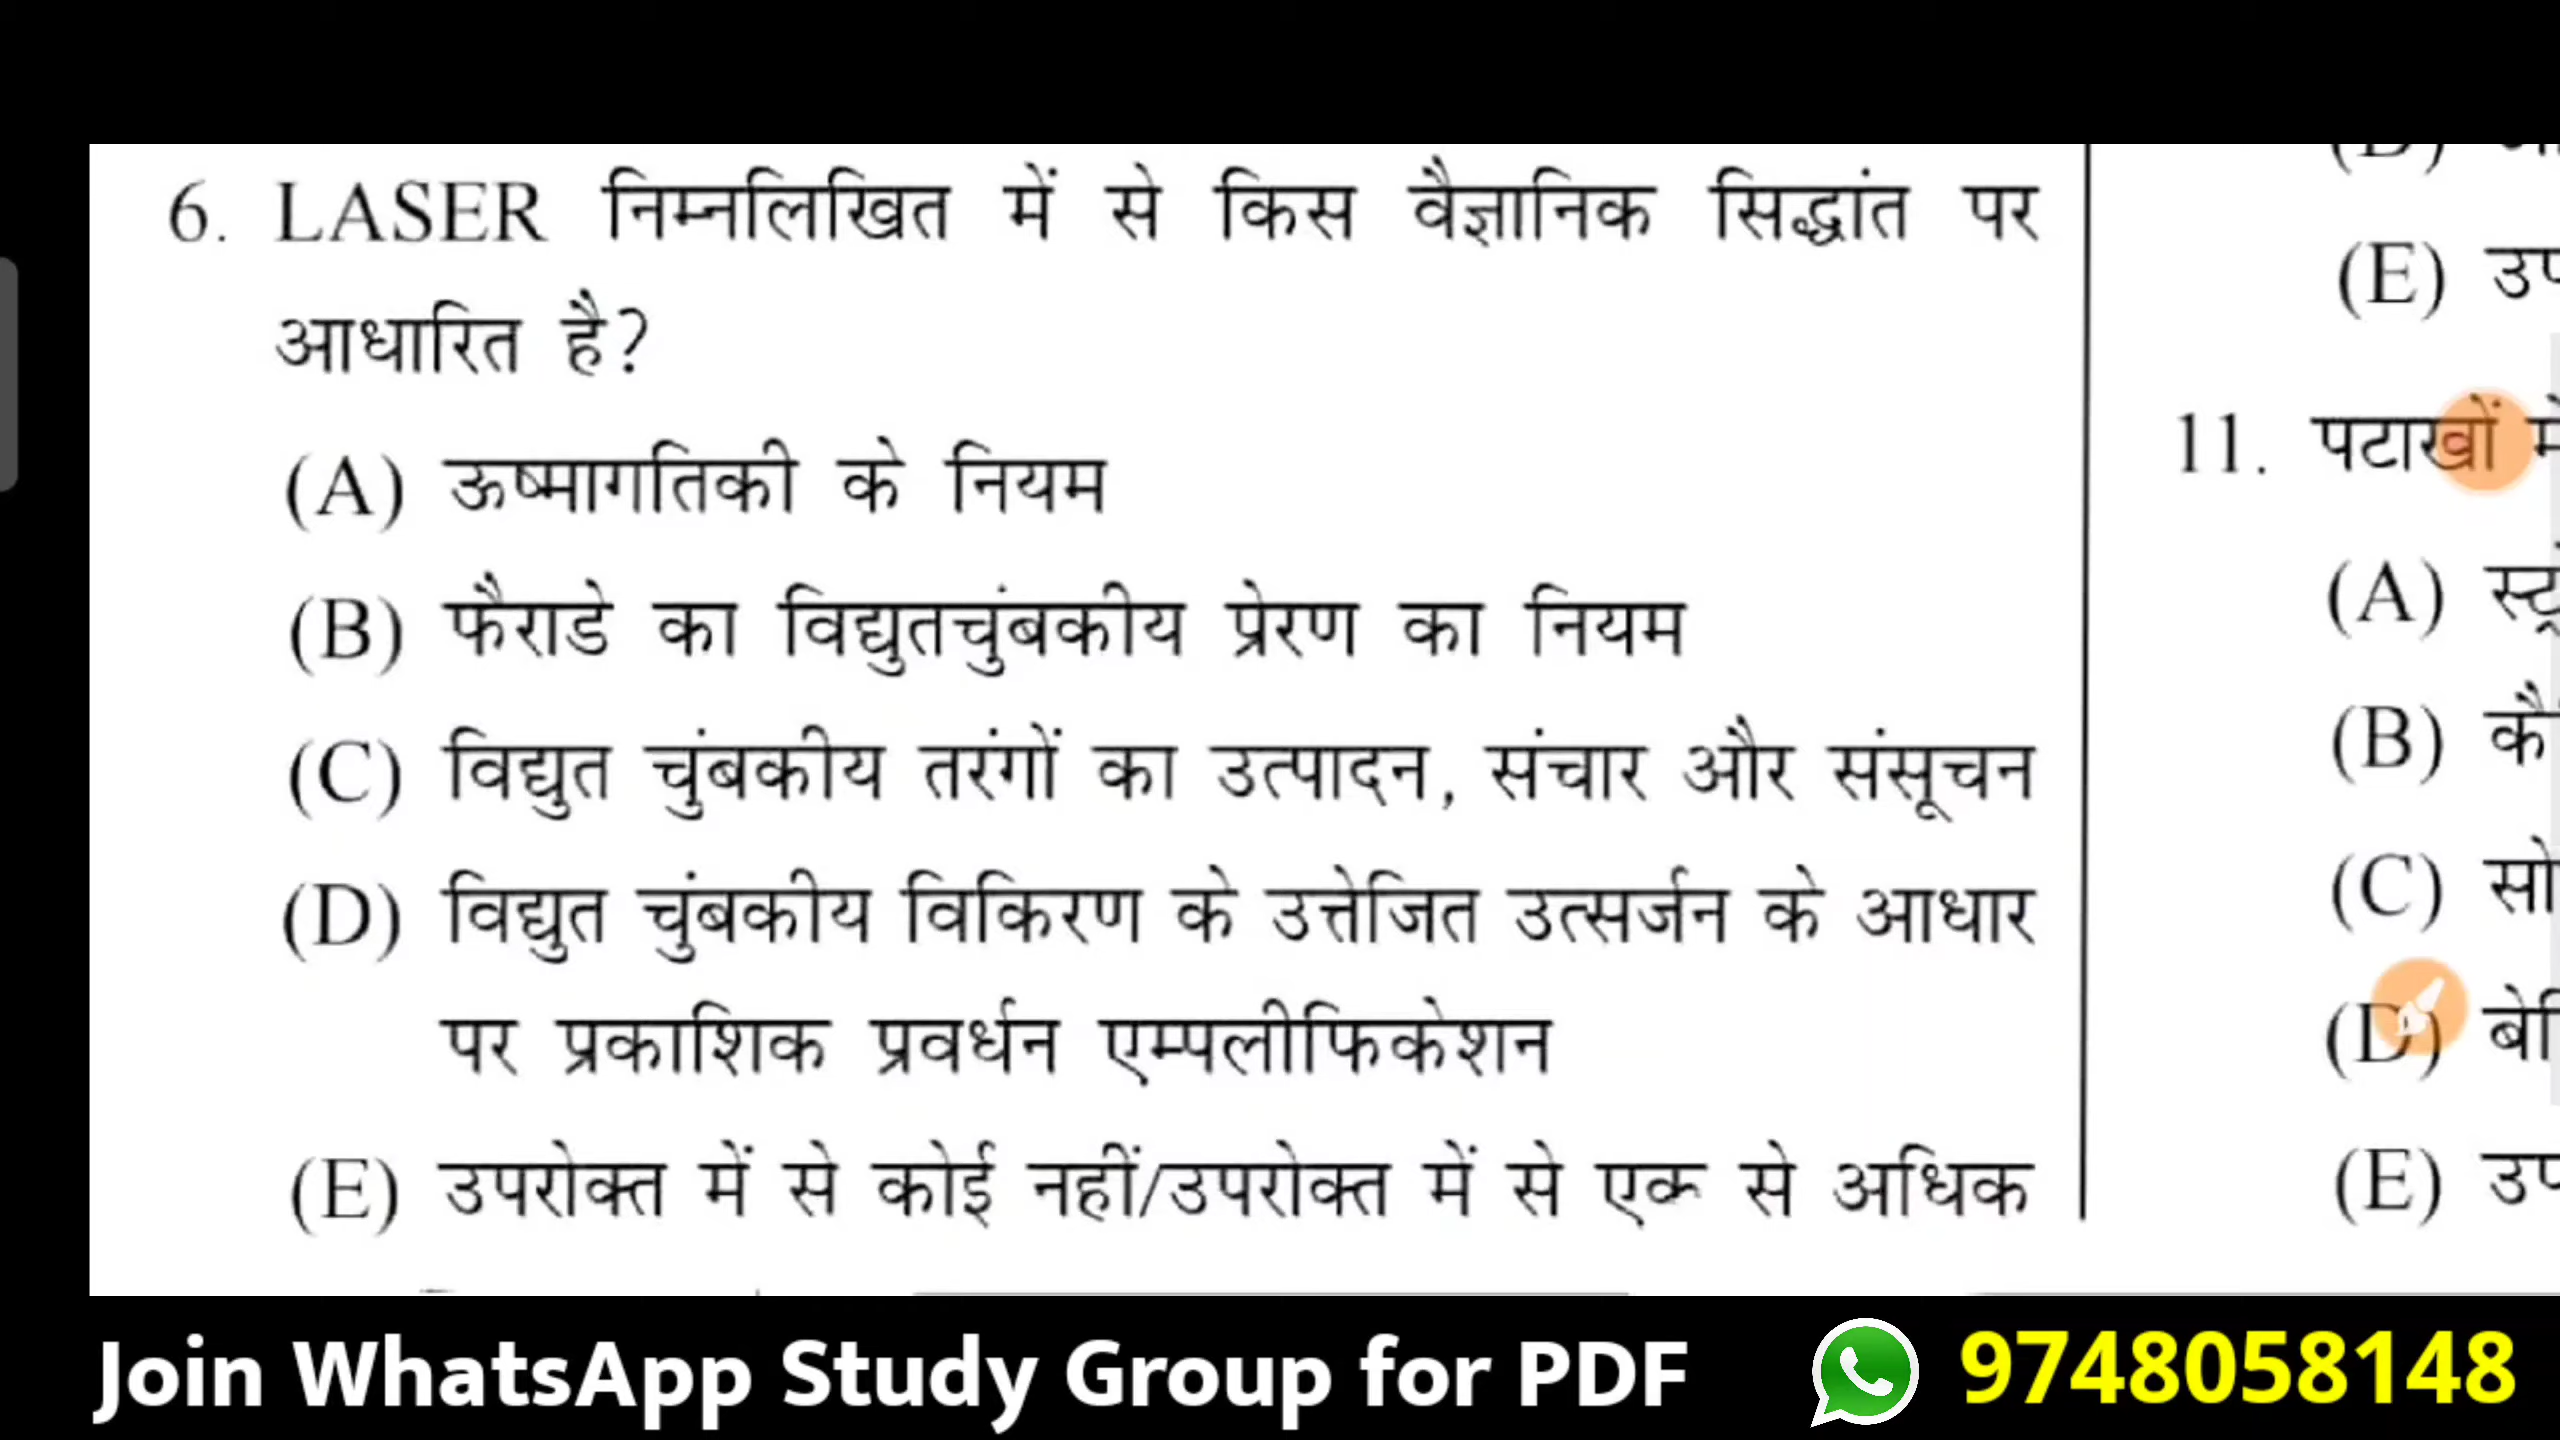 6. LASER निम्नलिखित में से किस वैज्ञानिक सिद्धांत पर
आधारित है?
(A) ऊष्मागतिकी के नियम
(B) फैराडे का विद्युतचुंबकीय प्रेरण का नियम
(C) विद्युत चुंबकीय तरंगों का उत्पादन, संचार और संसूचन
(D) विद्युत चुंबकीय विकिरण के उत्तेजित उत्सर्जन के आधार
पर प्रकाशिक प्रवर्धन एम्पलीफिकेशन
(E) उपरोक्त में से कोई नहीं/उपरोक्त में से एक से अधिक
(E)
11. पटाखों
(A)
(B)
(C)
(D)
(E)
Join WhatsApp Study Group for PDF 9748058148